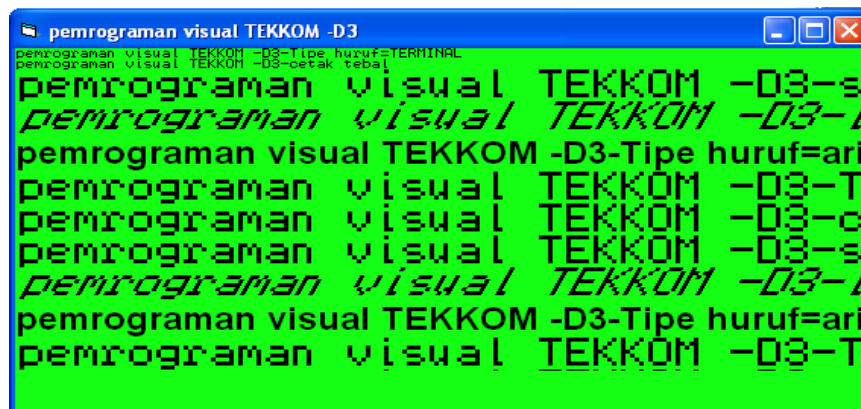 pemrograman visual TEKKOM -D3
pemrograman visual TEKKOM -D3-Tipe huruf=TERMINAL
pemrograman visual TEKKOM -D3-cetak tebal
pemrograman visual TEKKOM -D3-s
pemrograman visual TEKKOM -D3-
pemrograman visual TEKKOM -D3-Tipe huruf=ari
pemrograman visual TEKKOM -D3-T
pemrograman visual TEKKOM -D3-c
pemrograman visual TEKKOM -D3-s
pemrograman visual TEKKOM -D3-
pemrograman visual TEKKOM -D3-Tipe huruf=ari
pemrograman visual TEKKOM -D3-T